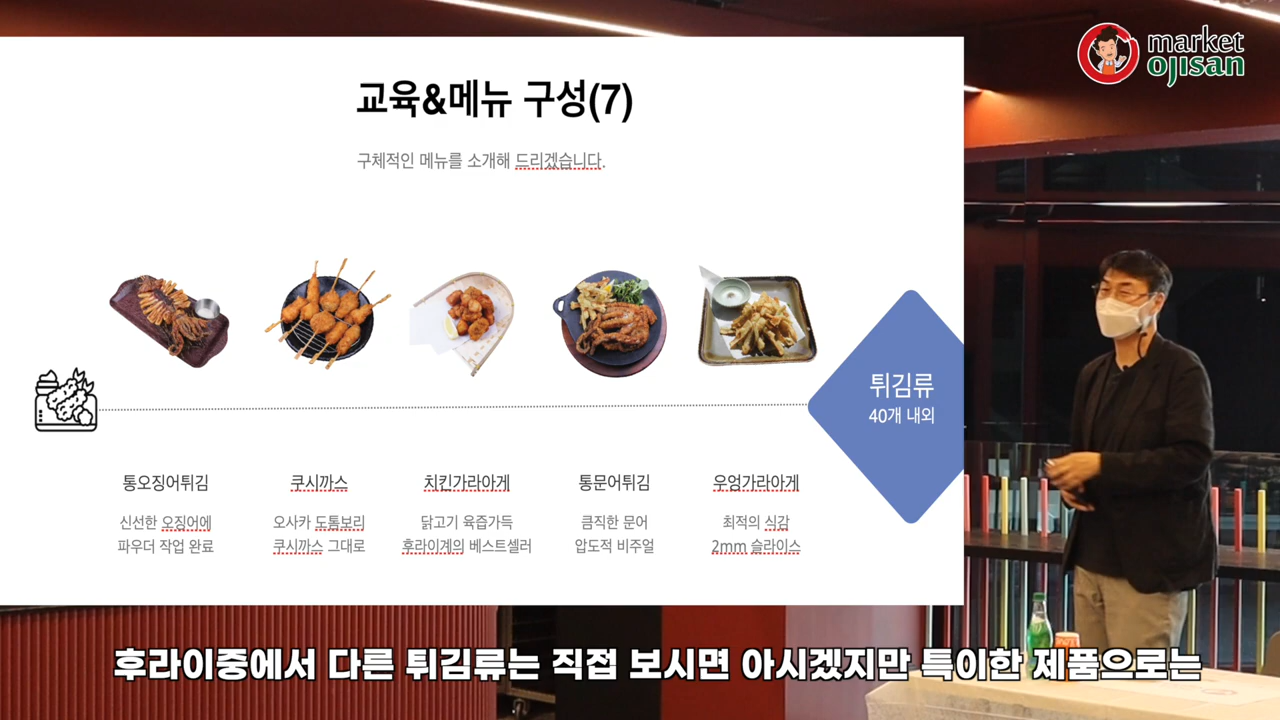 market
ojisan
교육&메뉴 구성(7)
구체적인 메뉴를 소개해 드리겠습니다.
튀김류
40개 내외
통오징어튀김
신선한 오징어에
파우더 작업 완료
쿠시까스
오사카 도톰보리
쿠시까스 그대로
치킨가라아게
닭고기 육즙가득
후라이계의 베스트셀러
통문어튀김
큼직한 문어
압도적 비주얼
우엉가라아게
최적의 식감
2mm 슬라이스
후라이중에서 다른 튀김류는 직접 보시면 아시겠지만 특이한 제품으로는